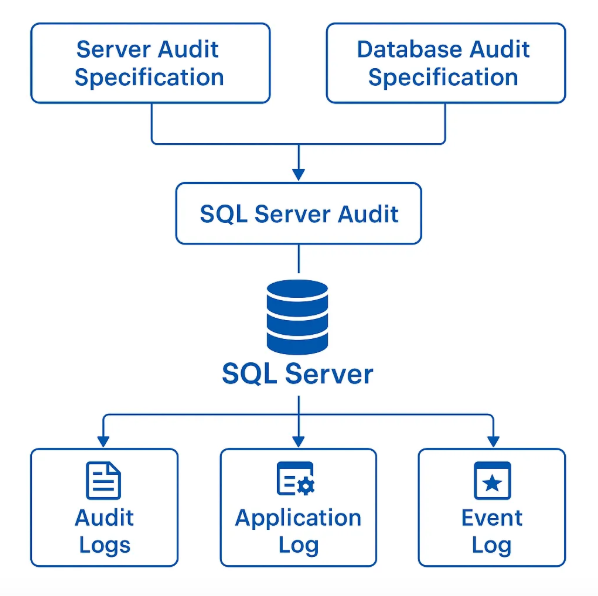 Server Audit
Specification
Database Audit
Specification
SQL Server Audit
SQL Server
Audit
Logs
Application
Log
Event
Log